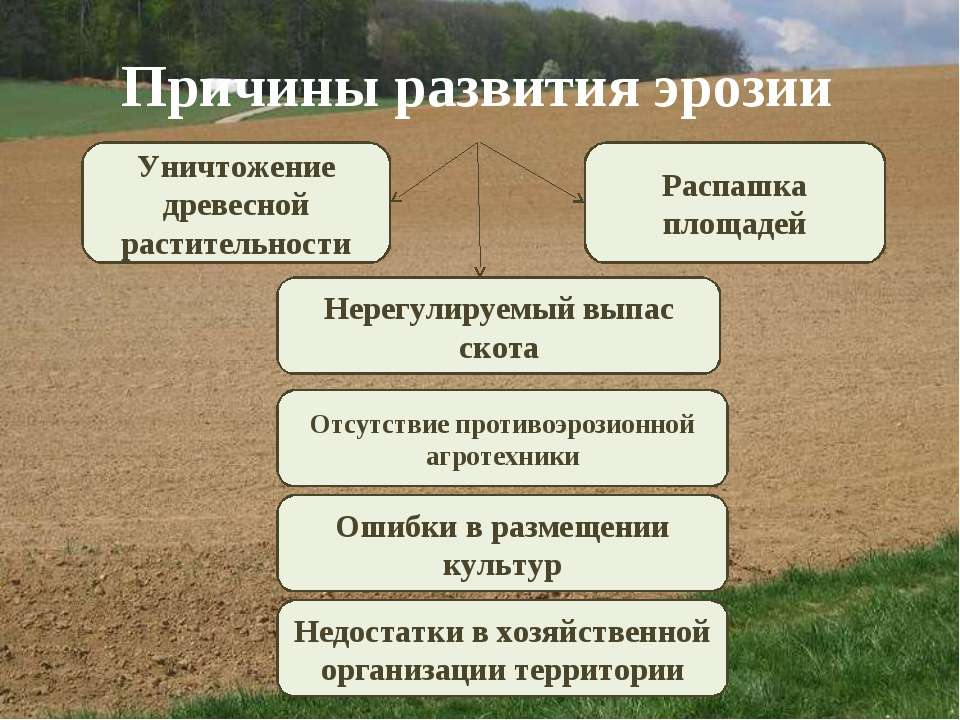 Причины развития эрозии
Уничтожение
древесной
растительности
Распашка
площадей
Нерегулируемый выпас
скота
Отсутствие противоэрозионной
агротехники
Ошибки в размещении
культур
Недостатки в хозяйственной
организации территории